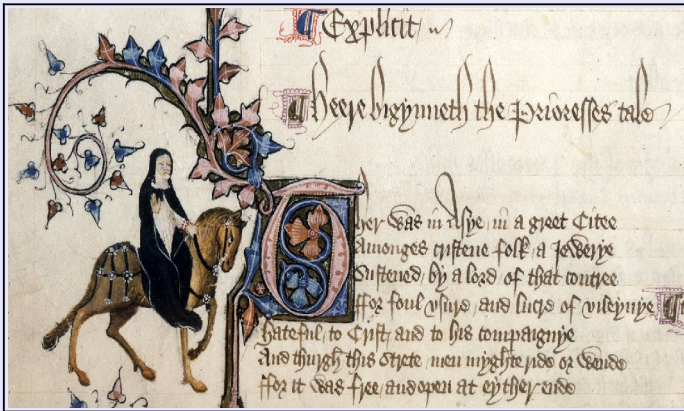 Explicit
heere bigynneth the Prioresses tale
Ther was in Asye in a greet Citee
Amonges cristene folk a Jewerye
Sustened by a lord of that contree
ffor foul vsure and lucre of vileynye
hateful to Crist and to his compaignye
And thurgh this strete men myghte ride or wende
ffor it was free and open at eyther ende